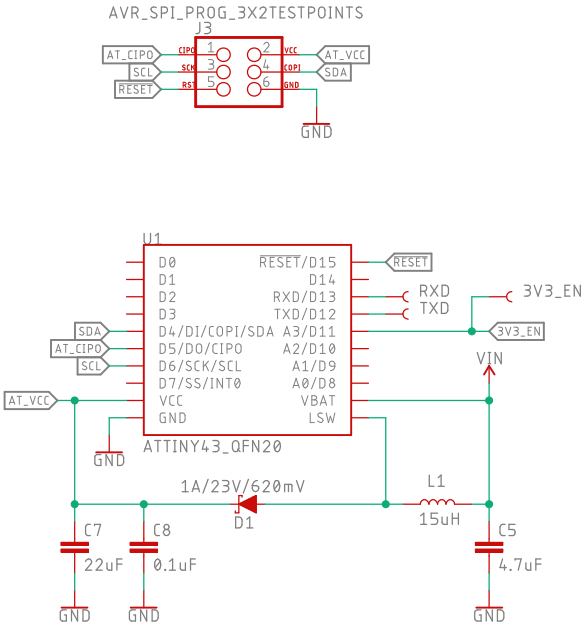 AVR_SPI_PROG_3X2TESTPOINTS
J3
AT_CIPO CIPO 1 2 VCC AT_VCC
SCL SCK 3 4 COPI SDA
RESET RST 5 6 GND
GND
U1
D0 RESET/D15 RESET
D1 D14
D2 RXD/D13 RXD 3V3_EN
D3 TXD/D12 TXD
SDA D4/DI/COPI/SDA A3/D11 3V3_EN
AT_CIPO D5/DO/CIPO A2/D10
SCL D6/SCK/SCL A1/D9 VIN
D7/SS/INT0 A0/D8
AT_VCC VCC VBAT
GND LSW
GND ATTINY43_QFN20
1A/23V/620mV L1
D1 15uH
C7 C8 C5
22uF 0.1uF 4.7uF
GND GND GND